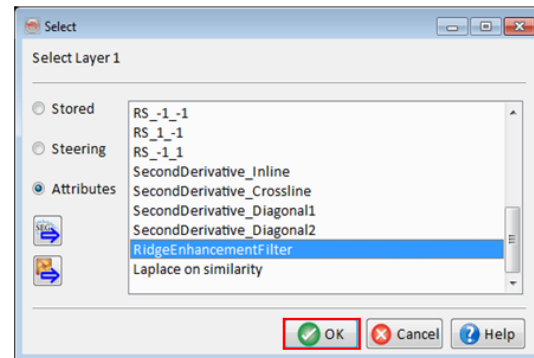 Select
Select Layer 1
Stored
Steering
Attributes
RS_-1_-1
RS_1_-1
RS_-1_1
SecondDerivative_Inline
SecondDerivative_Crossline
SecondDerivative_Diagonal1
SecondDerivative_Diagonal2
RidgeEnhancementFilter
Laplace on similarity
SEG
OK
Cancel
Help